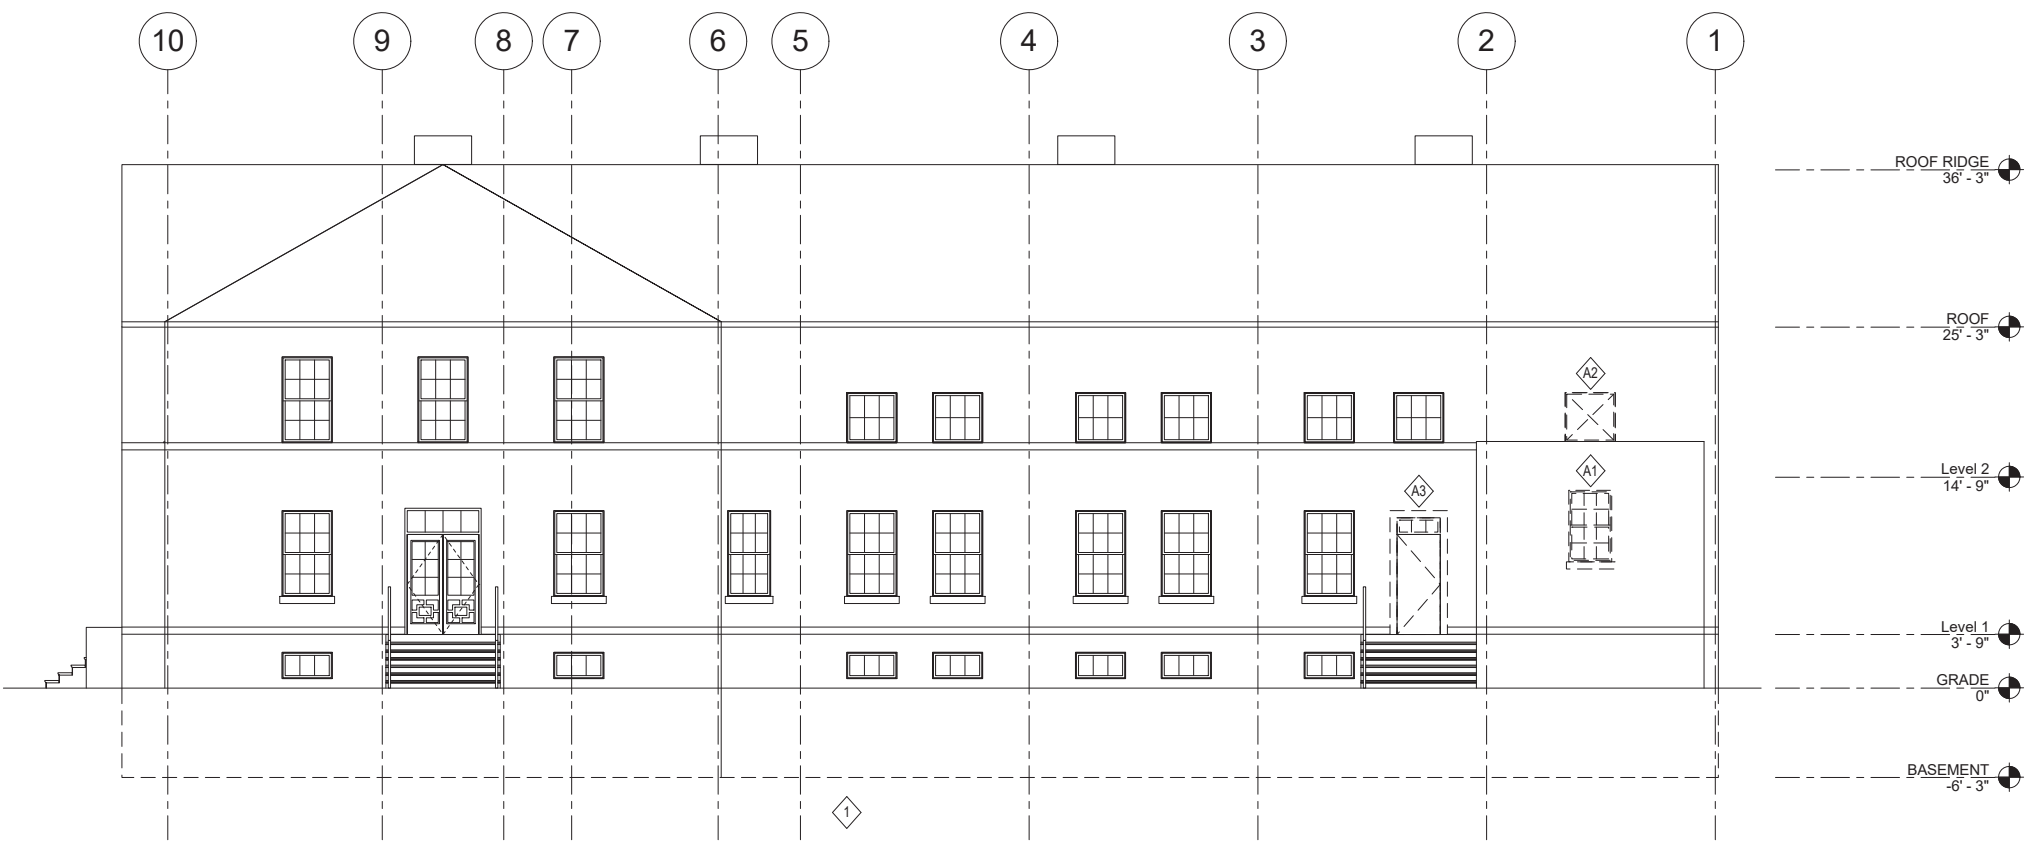 10 9 8 7 6 5 4 3 2 1
ROOF RIDGE
36' - 3"
ROOF
25' - 3"
A2
Level 2
14' - 9"
A1
A3
Level 1
3' - 9"
GRADE
0"
BASEMENT
-6' - 3"
1